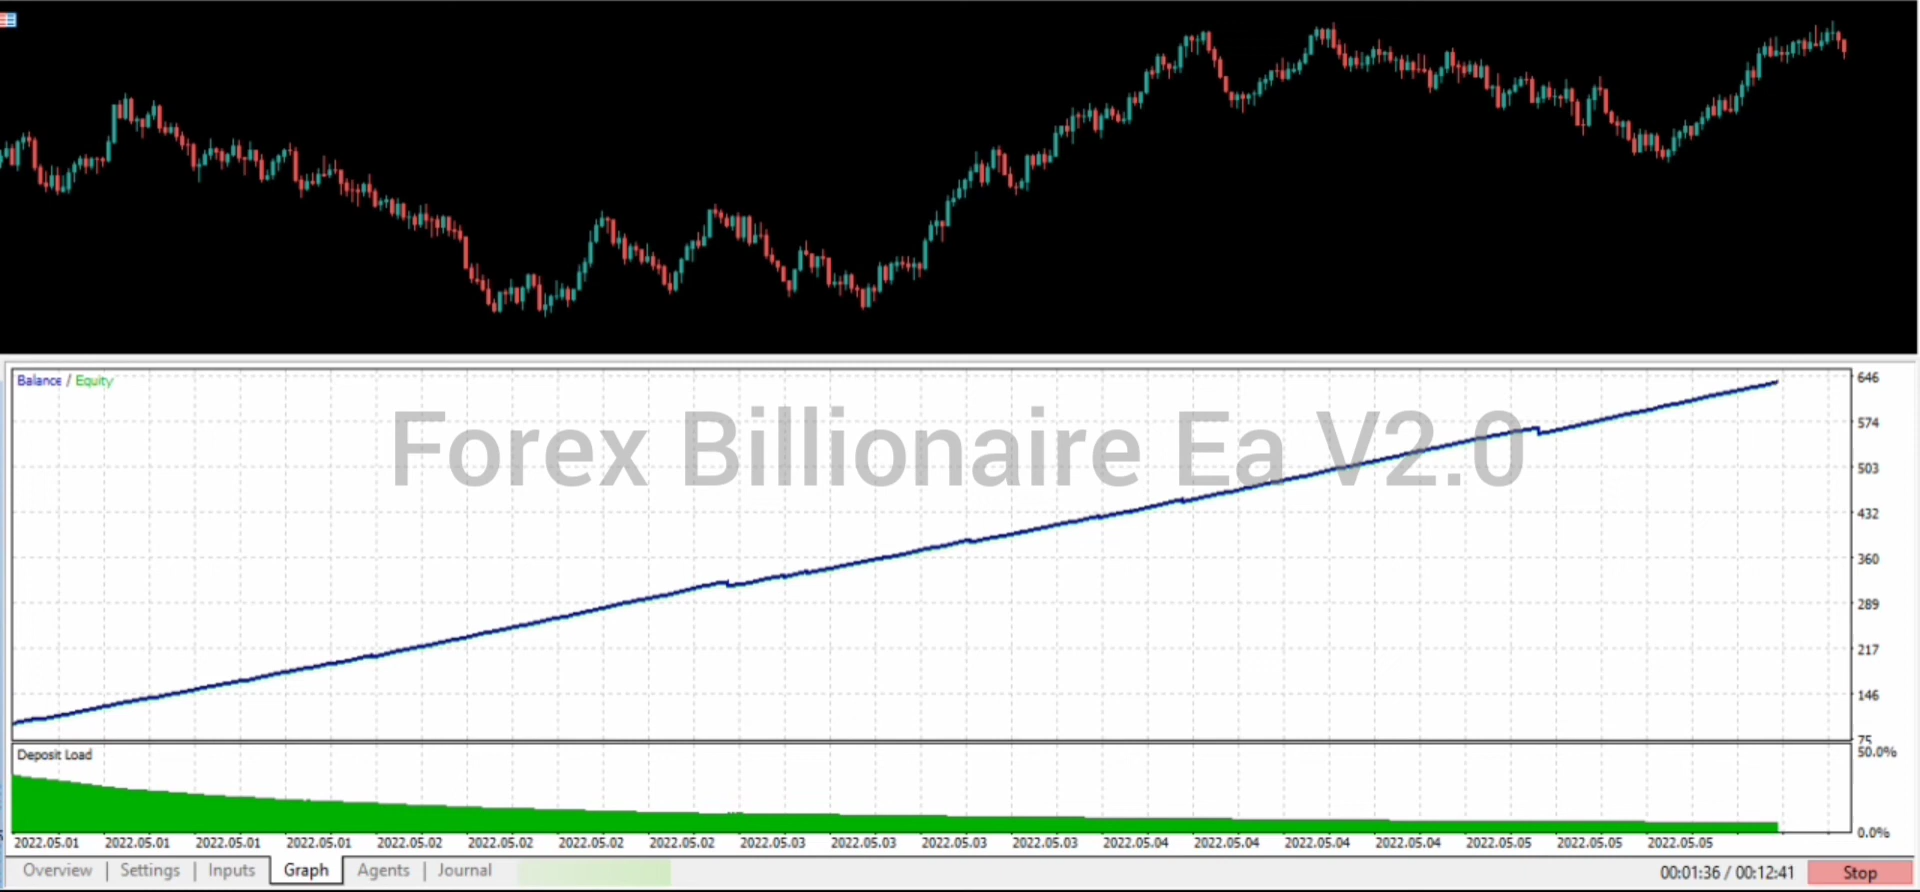 Balance / Equity
646
Forex Billionaire Ea V2.0
574
503
432
360
289
217
146
75
Deposit Load
50.0%
0.0%
2022.05.01 2022.05.01 2022.05.01 2022.05.01 2022.05.02 2022.05.02 2022.05.02 2022.05.02 2022.05.03 2022.05.03 2022.05.03 2022.05.03 2022.05.04 2022.05.04 2022.05.04 2022.05.04 2022.05.05 2022.05.05 2022.05.05
Overview | Settings | Inputs Graph Agents | Journal 00:01:36 / 00:12:41 Stop